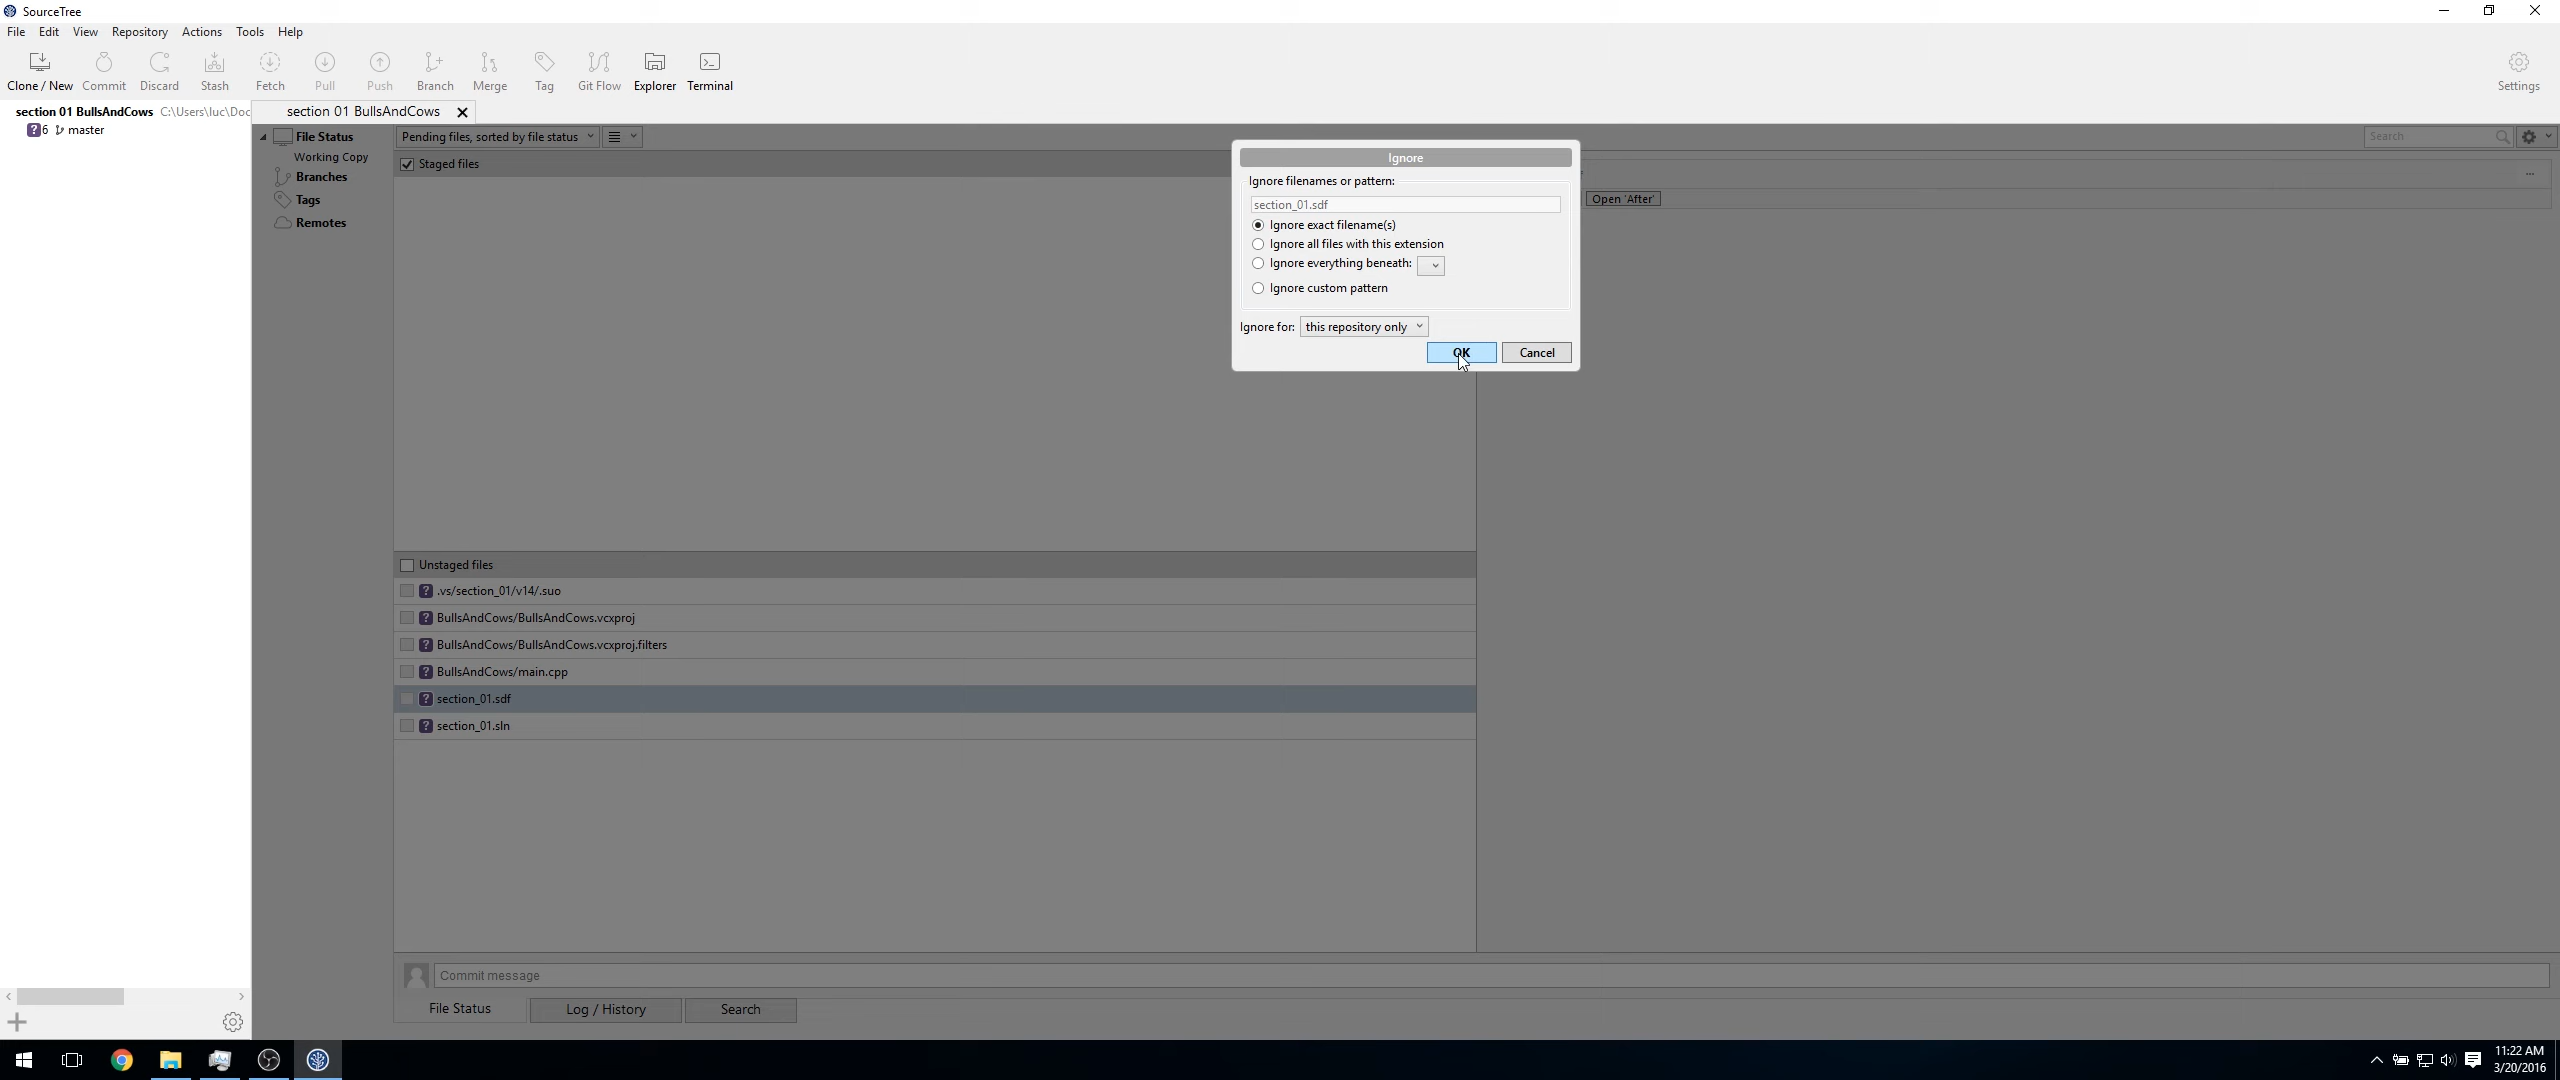 SourceTree
File Edit View Repository Actions Tools Help
Clone / New Commit Discard Stash Fetch Pull Push Branch Merge Tag Git Flow Explorer Terminal Settings
section 01 BullsAndCows C:\Users\luc\Doc
6 master
section 01 BullsAndCows
File Status
Working Copy
Branches
Tags
Remotes
Pending files, sorted by file status
Search
Staged files
...
Open 'After'
Ignore
Ignore filenames or pattern:
section_01.sdf
Ignore exact filename(s)
Ignore all files with this extension
Ignore everything beneath:
Ignore custom pattern
Ignore for: this repository only
OK Cancel
Unstaged files
? .vs/section_01/v14/.suo
? BullsAndCows/BullsAndCows.vcxproj
? BullsAndCows/BullsAndCows.vcxproj.filters
? BullsAndCows/main.cpp
? section_01.sdf
? section_01.sln
Commit message
File Status Log / History Search
11:22 AM
3/20/2016